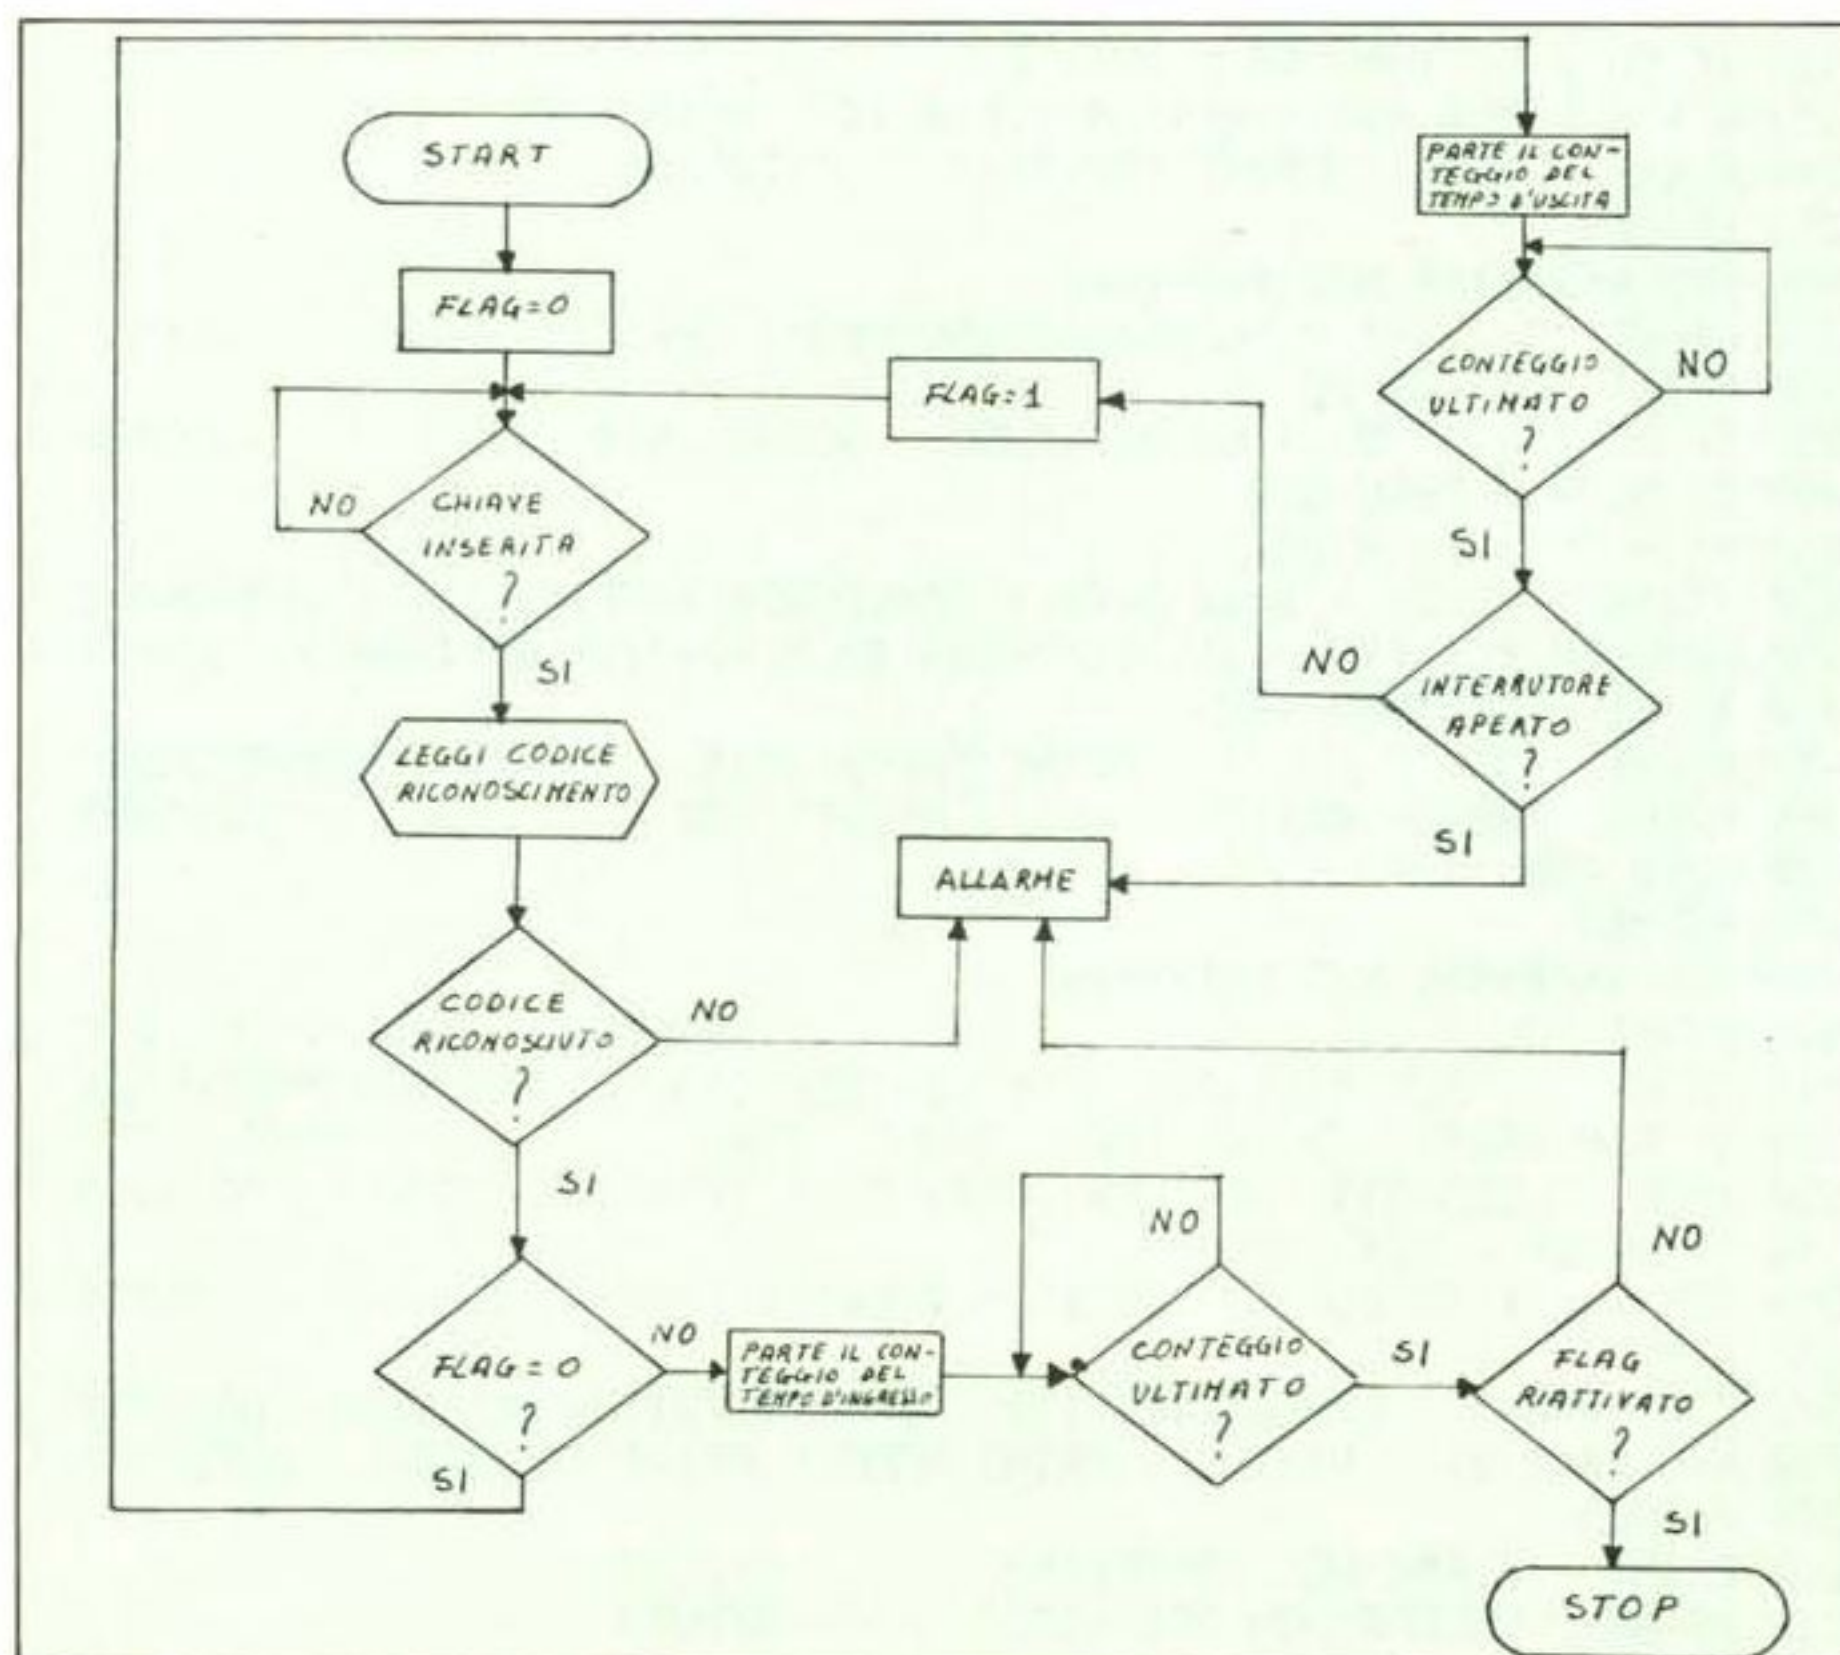 START
FLAG=0
CHIAVE
INSERITA
?
NO
SI
LEGGI CODICE
RICONOSCIMENTO
CODICE
RICONOSCIUTO
?
NO
SI
FLAG=0
?
SI
NO
PARTE IL CON-
TEGGIO DEL
TEMPO D'INGRESSO
CONTEGGIO
ULTIMATO
?
NO
SI
FLAG
RIATTIVATO
?
NO
SI
STOP
ALLARME
FLAG=1
PARTE IL CON-
TEGGIO DEL
TEMPO D'USCITA
CONTEGGIO
ULTIMATO
?
NO
SI
INTERRUTORE
APERTO
?
NO
SI